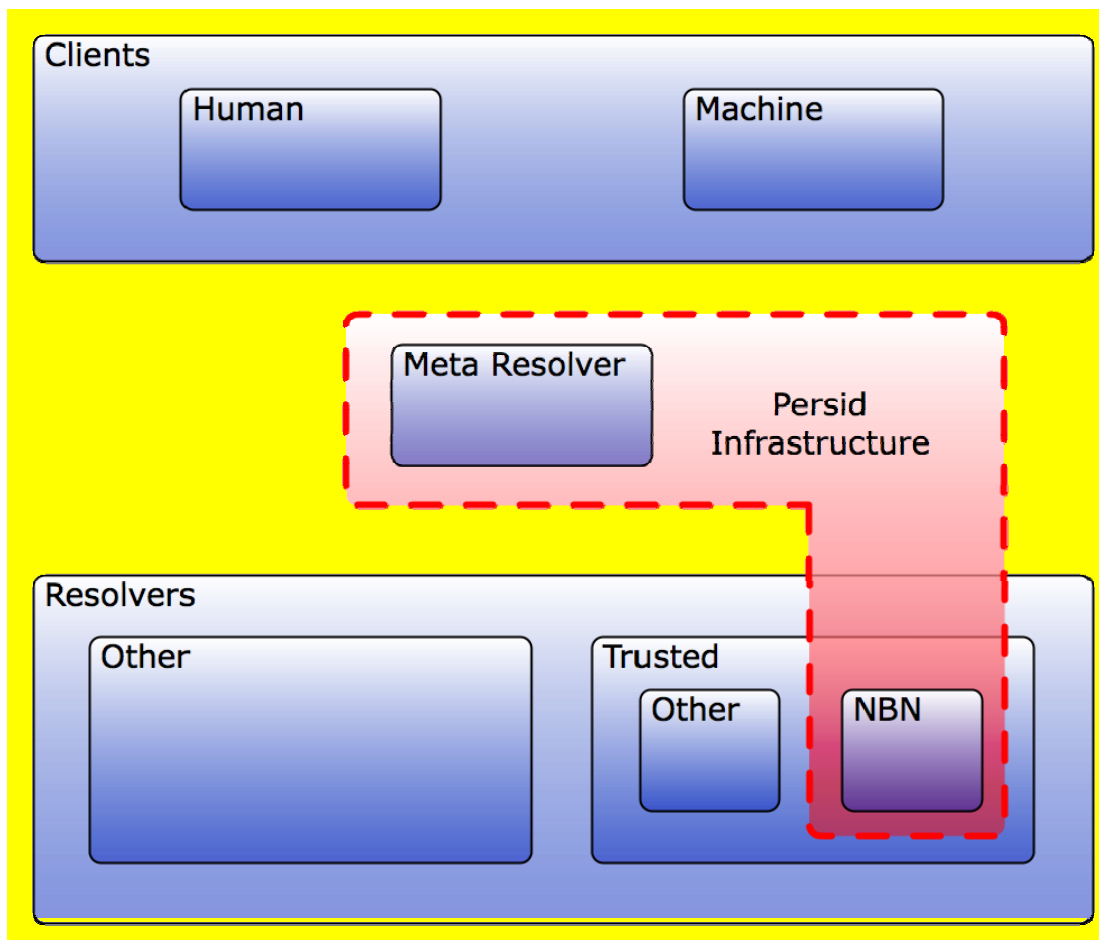 Clients
Human
Machine
Meta Resolver
Persid
Infrastructure
Resolvers
Other
Trusted
Other
NBN